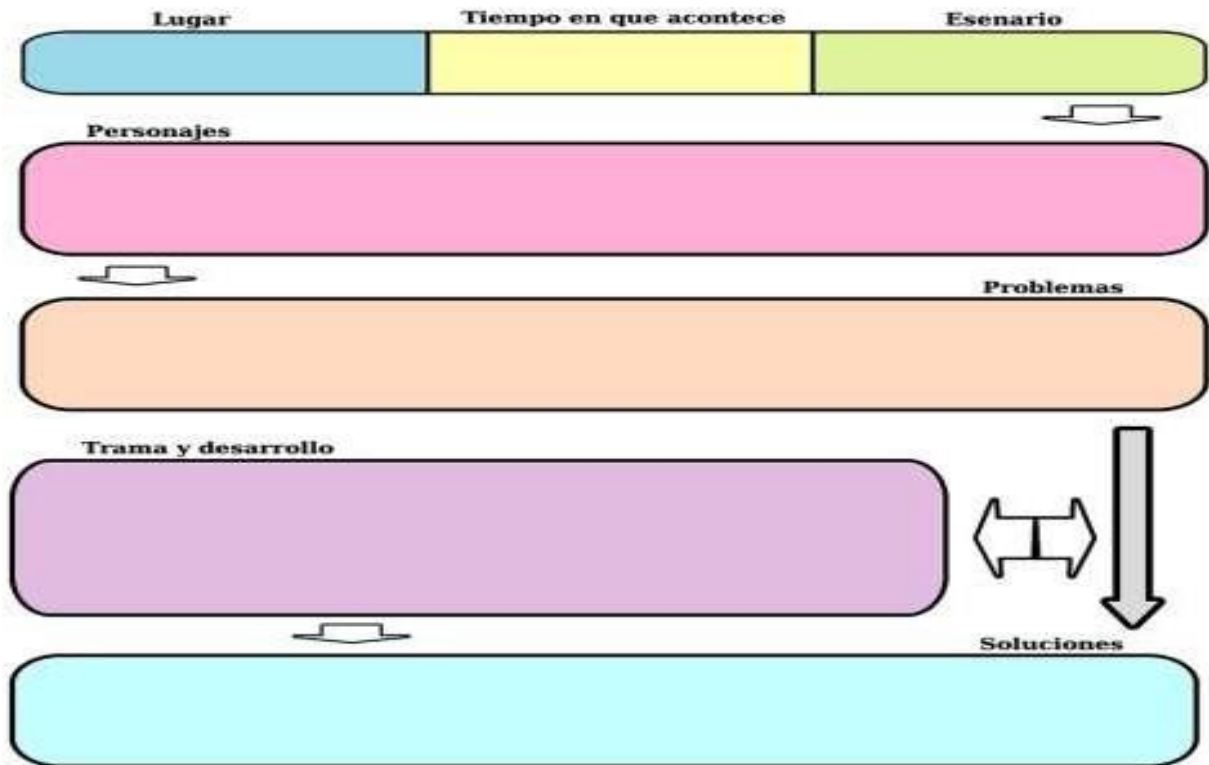 Lugar
Tiempo en que acontece
Esenario
Personajes
Problemas
Trama y desarrollo
Soluciones